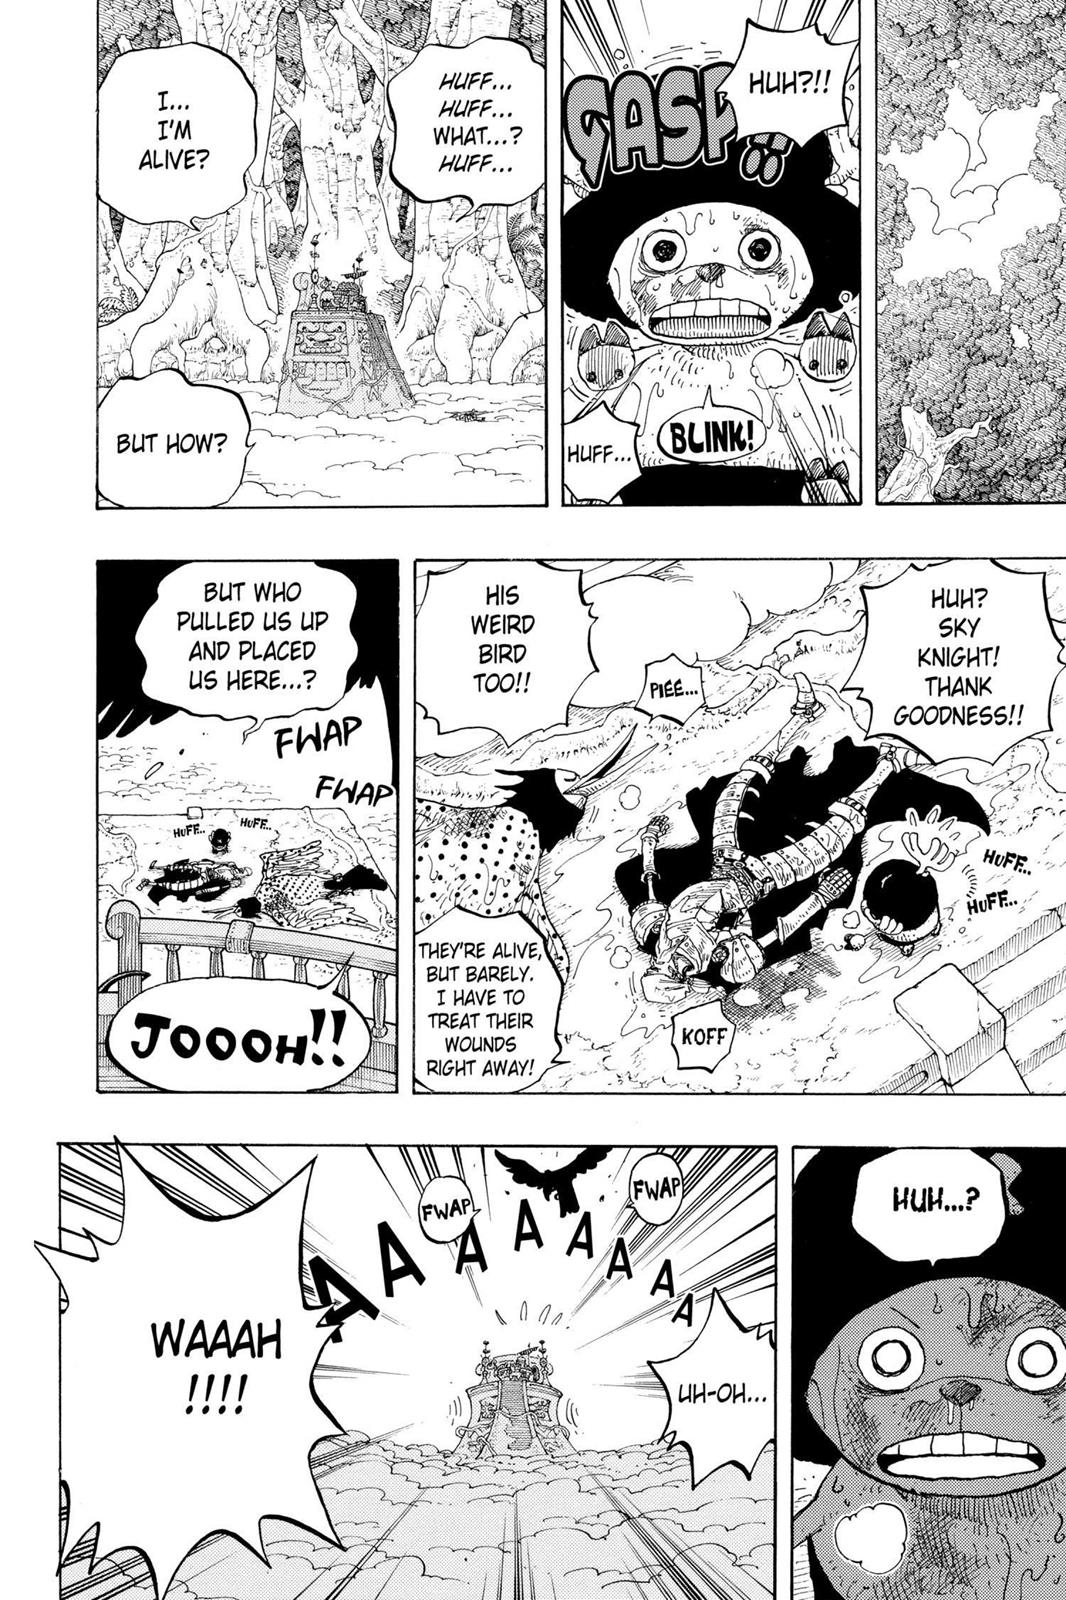 HUH?!!
GASP!!
BLINK!
HUFF...
HUFF...
HUFF...
WHAT...?
HUFF...
I...
I'M
ALIVE?
BUT HOW?
HUH?
SKY
KNIGHT!
THANK
GOODNESS!!
HIS
WEIRD
BIRD
TOO!!
PIEE...
HUFF...
HUFF...
KOFF
THEY'RE ALIVE,
BUT BARELY.
I HAVE TO
TREAT THEIR
WOUNDS
RIGHT AWAY!
BUT WHO
PULLED US UP
AND PLACED
US HERE...?
FWAP
FWAP
HUFF...
HUFF...
JOOOH!!
HUH...?
UH-OH...
FWAP
FWAP
AAAAAAAA
WAAAH
!!!!